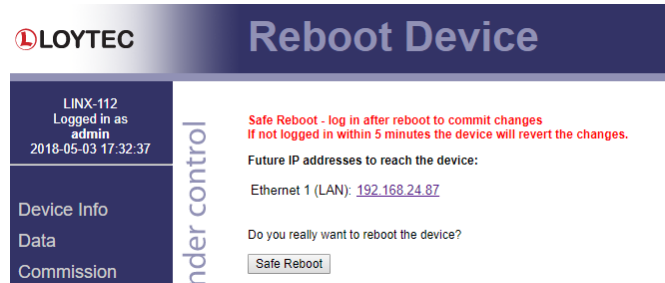 LOYTEC
Reboot Device
LINX-112
Logged in as
admin
2018-05-03 17:32:37
Device Info
Data
Commission
nder control
Safe Reboot - log in after reboot to commit changes
If not logged in within 5 minutes the device will revert the changes.
Future IP addresses to reach the device:
Ethernet 1 (LAN): 192.168.24.87
Do you really want to reboot the device?
Safe Reboot